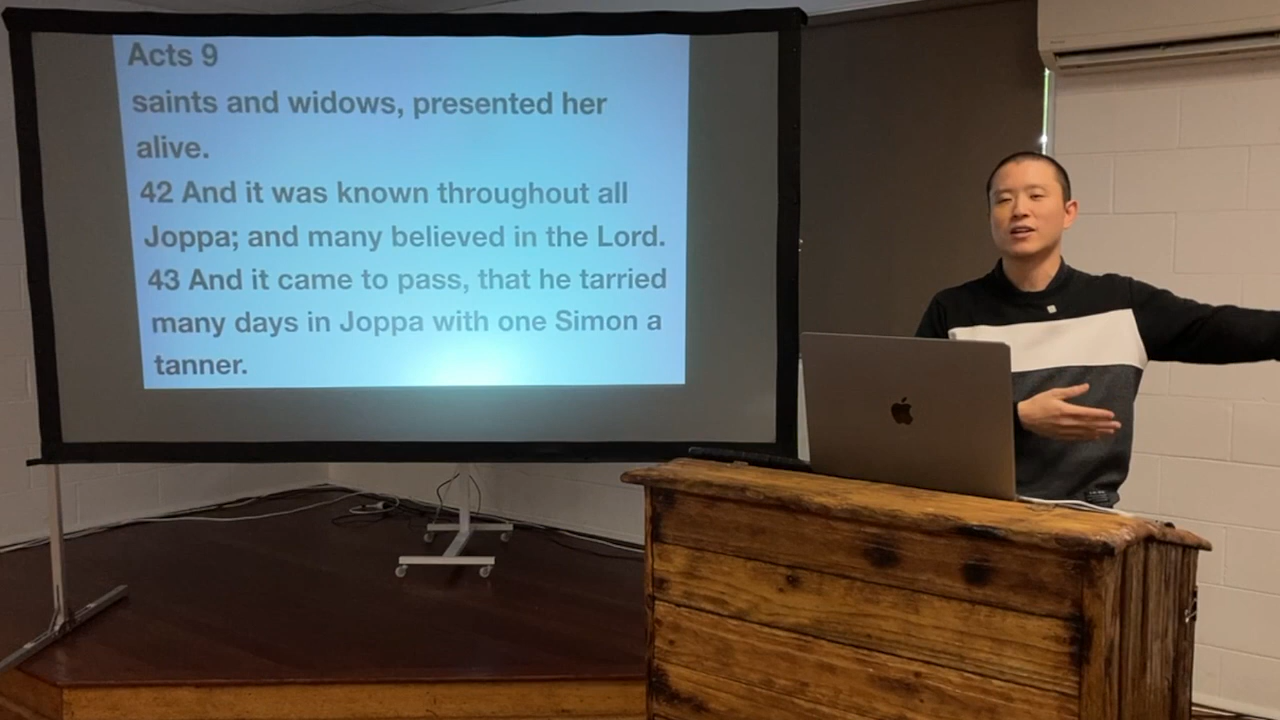 Acts 9
saints and widows, presented her
alive.
42 And it was known throughout all
Joppa; and many believed in the Lord.
43 And it came to pass, that he tarried
many days in Joppa with one Simon a
tanner.